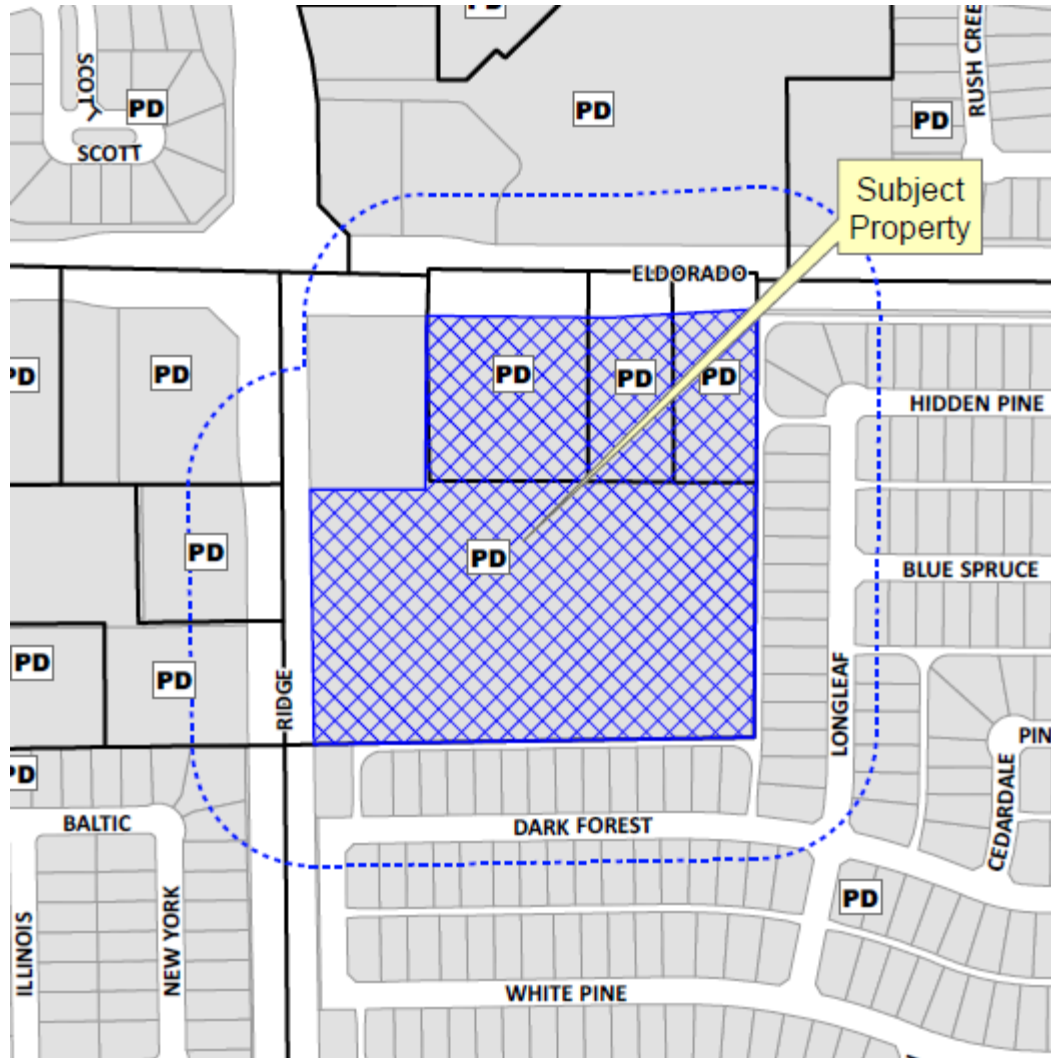 PD
SCOTT
PD
SCOTT
PD
PD
RUSH CREE
Subject
Property
ELDORADO
PD
PD
PD
PD
PD
HIDDEN PINE
PD
PD
BLUE SPRUCE
PD
PD
RIDGE
LONGLEAF
PIN
PD
CEDARDALE
BALTIC
DARK FOREST
PD
ILLINOIS
NEW YORK
WHITE PINE